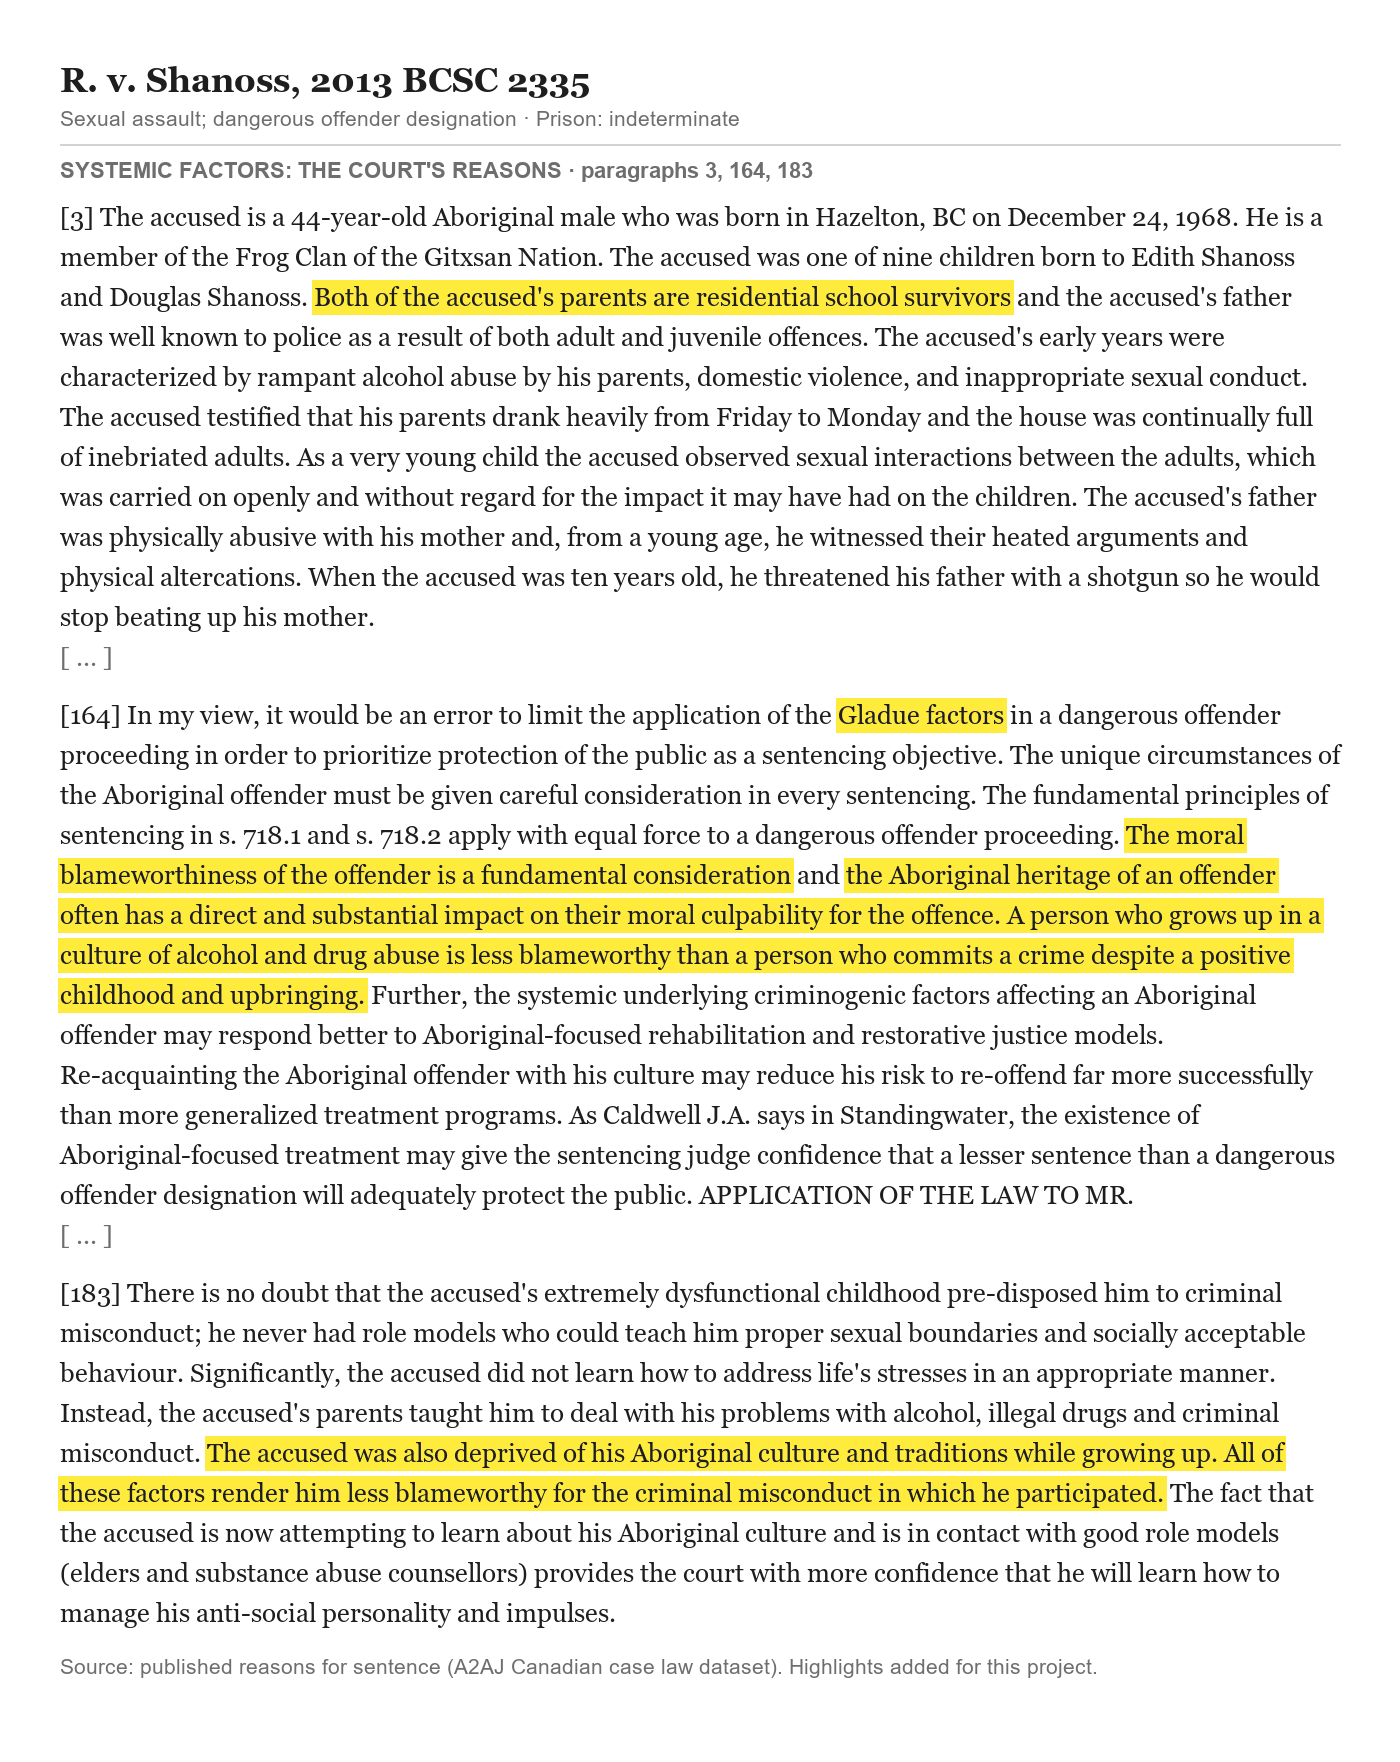 R. v. Shanoss, 2013 BCSC 2335
Sexual assault; dangerous offender designation · Prison: indeterminate
SYSTEMIC FACTORS: THE COURT'S REASONS · paragraphs 3, 164, 183
[3] The accused is a 44-year-old Aboriginal male who was born in Hazelton, BC on December 24, 1968. He is a
member of the Frog Clan of the Gitxsan Nation. The accused was one of nine children born to Edith Shanoss
and Douglas Shanoss. Both of the accused's parents are residential school survivors and the accused's father
was well known to police as a result of both adult and juvenile offences. The accused's early years were
characterized by rampant alcohol abuse by his parents, domestic violence, and inappropriate sexual conduct.
The accused testified that his parents drank heavily from Friday to Monday and the house was continually full
of inebriated adults. As a very young child the accused observed sexual interactions between the adults, which
was carried on openly and without regard for the impact it may have had on the children. The accused's father
was physically abusive with his mother and, from a young age, he witnessed their heated arguments and
physical altercations. When the accused was ten years old, he threatened his father with a shotgun so he would
stop beating up his mother.
[ ... ]
[164] In my view, it would be an error to limit the application of the Gladue factors in a dangerous offender
proceeding in order to prioritize protection of the public as a sentencing objective. The unique circumstances of
the Aboriginal offender must be given careful consideration in every sentencing. The fundamental principles of
sentencing in s. 718.1 and s. 718.2 apply with equal force to a dangerous offender proceeding. The moral
blameworthiness of the offender is a fundamental consideration and the Aboriginal heritage of an offender
often has a direct and substantial impact on their moral culpability for the offence. A person who grows up in a
culture of alcohol and drug abuse is less blameworthy than a person who commits a crime despite a positive
childhood and upbringing. Further, the systemic underlying criminogenic factors affecting an Aboriginal
offender may respond better to Aboriginal-focused rehabilitation and restorative justice models.
Re-acquainting the Aboriginal offender with his culture may reduce his risk to re-offend far more successfully
than more generalized treatment programs. As Caldwell J.A. says in Standingwater, the existence of
Aboriginal-focused treatment may give the sentencing judge confidence that a lesser sentence than a dangerous
offender designation will adequately protect the public. APPLICATION OF THE LAW TO MR.
[ ... ]
[183] There is no doubt that the accused's extremely dysfunctional childhood pre-disposed him to criminal
misconduct; he never had role models who could teach him proper sexual boundaries and socially acceptable
behaviour. Significantly, the accused did not learn how to address life's stresses in an appropriate manner.
Instead, the accused's parents taught him to deal with his problems with alcohol, illegal drugs and criminal
misconduct. The accused was also deprived of his Aboriginal culture and traditions while growing up. All of
these factors render him less blameworthy for the criminal misconduct in which he participated. The fact that
the accused is now attempting to learn about his Aboriginal culture and is in contact with good role models
(elders and substance abuse counsellors) provides the court with more confidence that he will learn how to
manage his anti-social personality and impulses.
Source: published reasons for sentence (A2AJ Canadian case law dataset). Highlights added for this project.